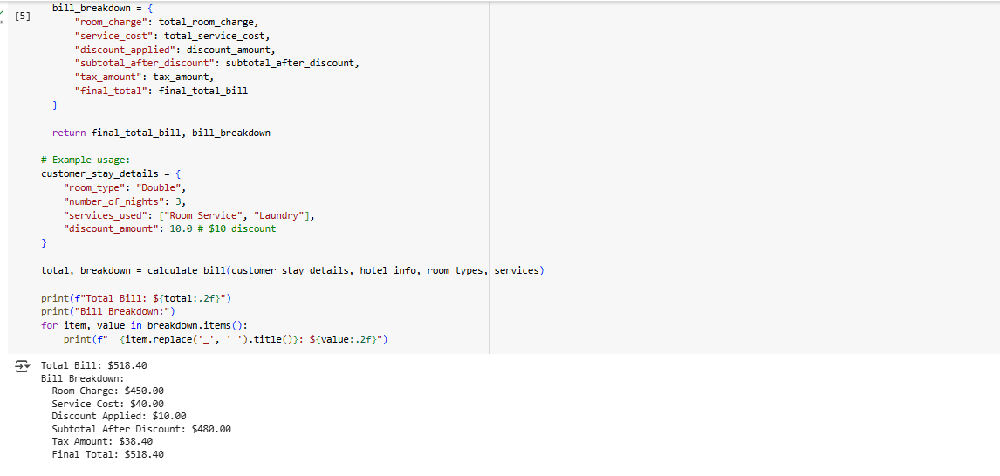 bill_breakdown = {
[5]
"room_charge": total_room_charge,
"service_cost": total_service_cost,
"discount_applied": discount_amount,
"subtotal_after_discount": subtotal_after_discount,
"tax_amount": tax_amount,
"final_total": final_total_bill
}
return final_total_bill, bill_breakdown
# Example usage:
customer_stay_details = {
"room_type": "Double",
"number_of_nights": 3,
"services_used": ["Room Service", "Laundry"],
"discount_amount": 10.0 # $10 discount
}
total, breakdown = calculate_bill(customer_stay_details, hotel_info, room_types, services)
print(f"Total Bill: ${total:.2f}")
print("Bill Breakdown:")
for item, value in breakdown.items():
print(f"  {item.replace('_', ' ').title()}: ${value:.2f}")
Total Bill: $518.40
Bill Breakdown:
Room Charge: $450.00
Service Cost: $40.00
Discount Applied: $10.00
Subtotal After Discount: $480.00
Tax Amount: $38.40
Final Total: $518.40